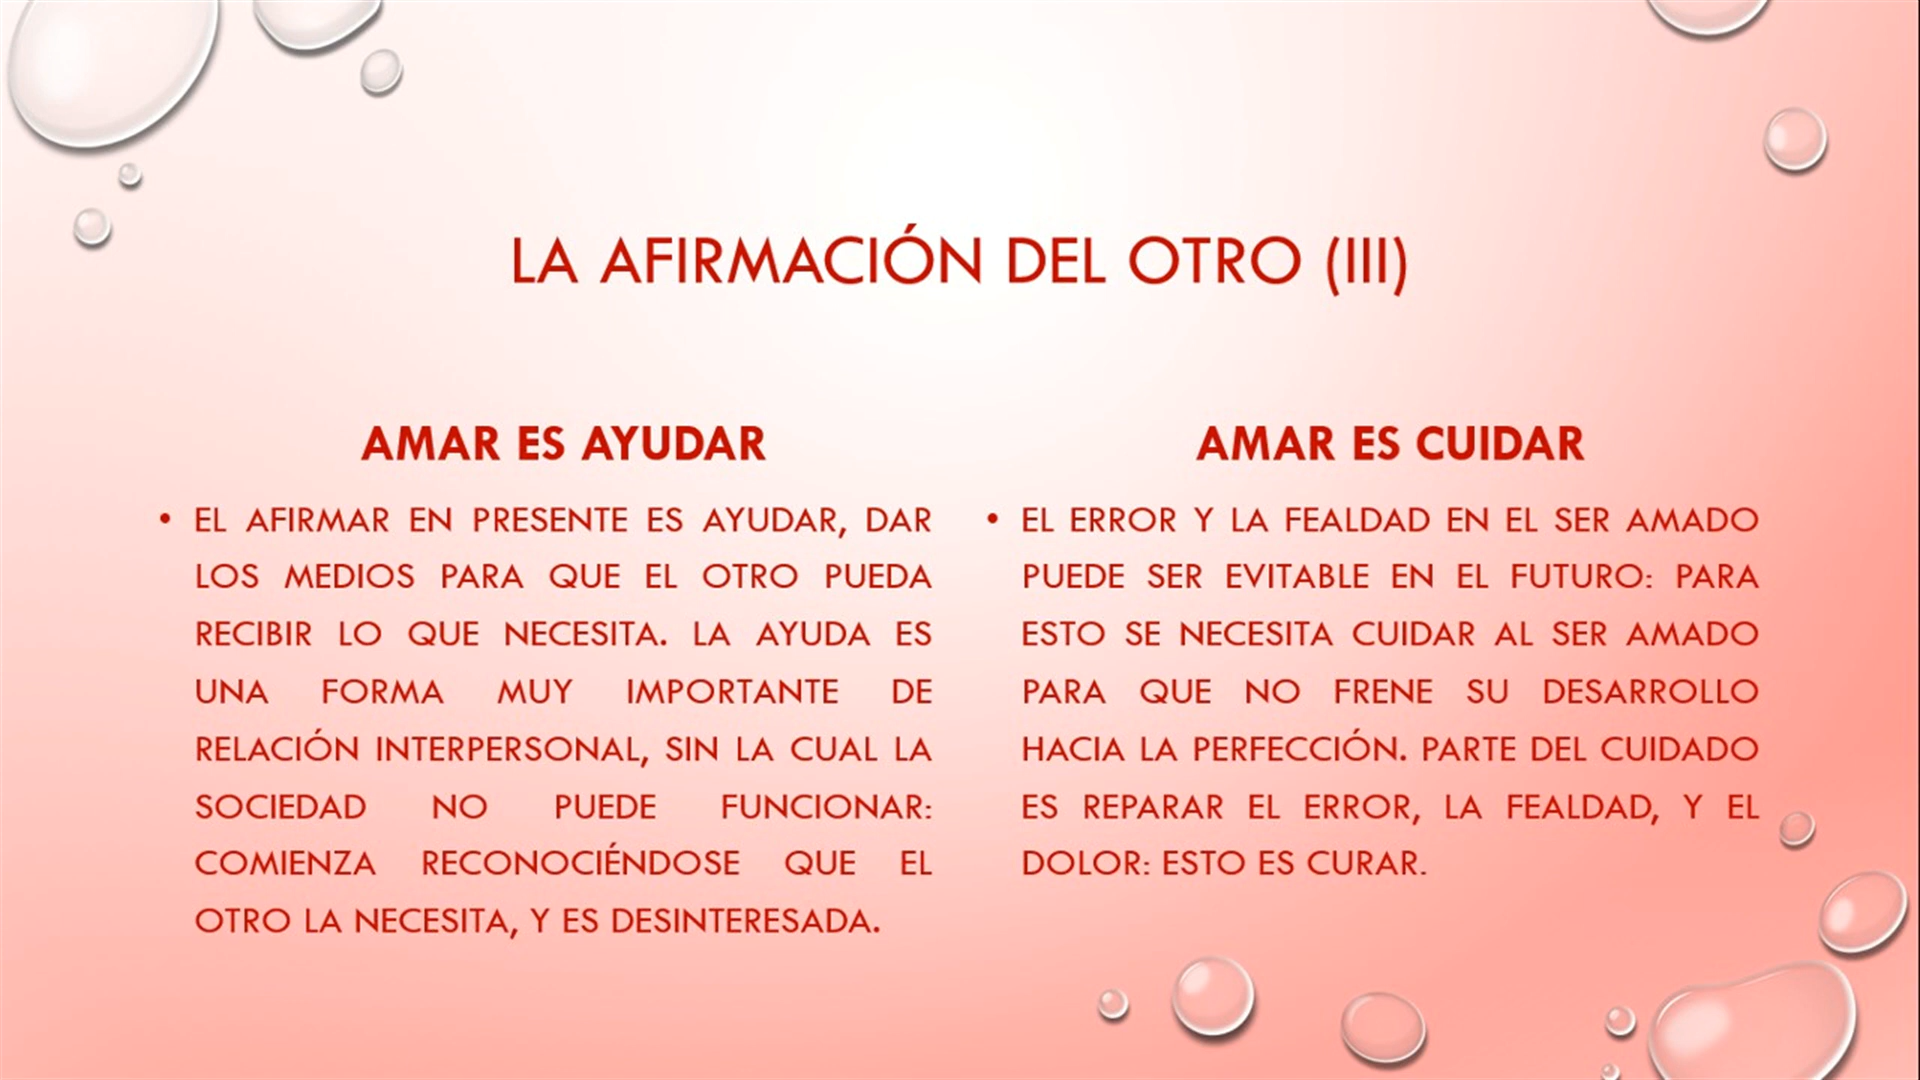 LA AFIRMACIÓN DEL OTRO (III)
AMAR ES AYUDAR
• EL AFIRMAR EN PRESENTE ES AYUDAR, DAR
LOS MEDIOS PARA QUE EL OTRO PUEDA
RECIBIR LO QUE NECESITA. LA AYUDA ES
UNA FORMA MUY IMPORTANTE DE
RELACIÓN INTERPERSONAL, SIN LA CUAL LA
SOCIEDAD NO PUEDE FUNCIONAR:
COMIENZA RECONOCIÉNDOSE QUE EL
OTRO LA NECESITA, Y ES DESINTERESADA.
AMAR ES CUIDAR
• EL ERROR Y LA FEALDAD EN EL SER AMADO
PUEDE SER EVITABLE EN EL FUTURO: PARA
ESTO SE NECESITA CUIDAR AL SER AMADO
PARA QUE NO FRENE SU DESARROLLO
HACIA LA PERFECCIÓN. PARTE DEL CUIDADO
ES REPARAR EL ERROR, LA FEALDAD, Y EL
DOLOR: ESTO ES CURAR.